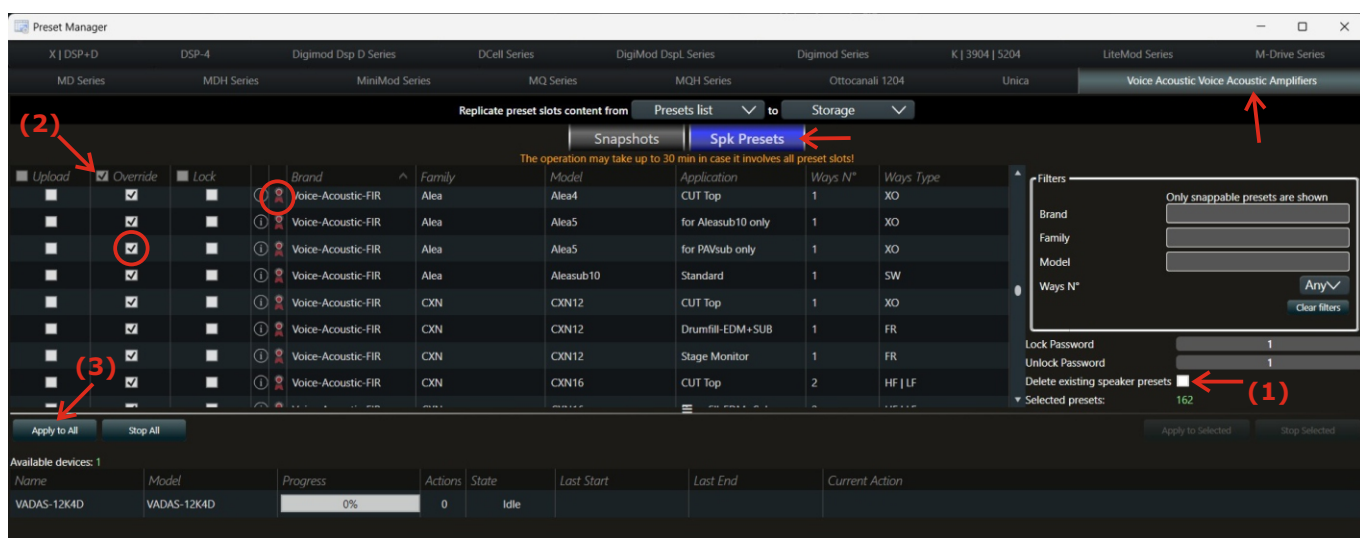 Preset Manager
X | DSP+D DSP-4 Digimod Dsp D Series DCell Series DigiMod DspL Series Digimod Series K | 3904 | 5204 LiteMod Series M-Drive Series
MD Series MDH Series MiniMod Series MQ Series MQH Series Ottocanali 1204 Unica Voice Acoustic Voice Acoustic Amplifiers
Replicate preset slots content from Presets list to Storage
(2)
Snapshots Spk Presets
The operation may take up to 30 min in case it involves all preset slots!
Upload Override Lock Brand Family Model Application Ways N° Ways Type
Voice-Acoustic-FIR Alea Alea4 CUT Top 1 XO
Voice-Acoustic-FIR Alea Alea5 for Aleasub10 only 1 XO
Voice-Acoustic-FIR Alea Alea5 for PAVsub only 1 XO
Voice-Acoustic-FIR Alea Aleasub10 Standard 1 SW
Voice-Acoustic-FIR CXN CXN12 CUT Top 1 XO
Voice-Acoustic-FIR CXN CXN12 Drumfill-EDM+SUB 1 FR
Voice-Acoustic-FIR CXN CXN12 Stage Monitor 1 FR
Voice-Acoustic-FIR CXN CXN16 CUT Top 2 HF | LF
Filters
Only snappable presets are shown
Brand
Family
Model
Ways N° Any
Clear filters
Lock Password 1
Unlock Password 1
Delete existing speaker presets
(1)
Selected presets: 162
(3)
Apply to All Stop All Apply to Selected Stop Selected
Available devices: 1
Name Model Progress Actions State Last Start Last End Current Action
VADAS-12K4D VADAS-12K4D 0% 0 Idle